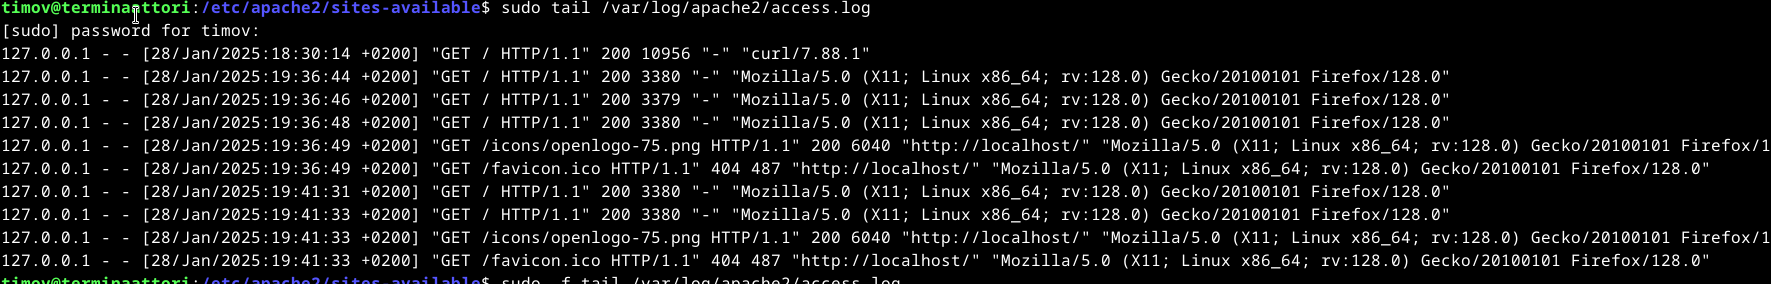 timov@terminaattori:/etc/apache2/sites-available$ sudo tail /var/log/apache2/access.log
[sudo] password for timov:
127.0.0.1 - - [28/Jan/2025:18:30:14 +0200] "GET / HTTP/1.1" 200 10956 "-" "curl/7.88.1"
127.0.0.1 - - [28/Jan/2025:19:36:44 +0200] "GET / HTTP/1.1" 200 3380 "-" "Mozilla/5.0 (X11; Linux x86_64; rv:128.0) Gecko/20100101 Firefox/128.0"
127.0.0.1 - - [28/Jan/2025:19:36:46 +0200] "GET / HTTP/1.1" 200 3379 "-" "Mozilla/5.0 (X11; Linux x86_64; rv:128.0) Gecko/20100101 Firefox/128.0"
127.0.0.1 - - [28/Jan/2025:19:36:48 +0200] "GET / HTTP/1.1" 200 3380 "-" "Mozilla/5.0 (X11; Linux x86_64; rv:128.0) Gecko/20100101 Firefox/128.0"
127.0.0.1 - - [28/Jan/2025:19:36:49 +0200] "GET /icons/openlogo-75.png HTTP/1.1" 200 6040 "http://localhost/" "Mozilla/5.0 (X11; Linux x86_64; rv:128.0) Gecko/20100101 Firefox/1
127.0.0.1 - - [28/Jan/2025:19:36:49 +0200] "GET /favicon.ico HTTP/1.1" 404 487 "http://localhost/" "Mozilla/5.0 (X11; Linux x86_64; rv:128.0) Gecko/20100101 Firefox/128.0"
127.0.0.1 - - [28/Jan/2025:19:41:31 +0200] "GET / HTTP/1.1" 200 3380 "-" "Mozilla/5.0 (X11; Linux x86_64; rv:128.0) Gecko/20100101 Firefox/128.0"
127.0.0.1 - - [28/Jan/2025:19:41:33 +0200] "GET / HTTP/1.1" 200 3380 "-" "Mozilla/5.0 (X11; Linux x86_64; rv:128.0) Gecko/20100101 Firefox/128.0"
127.0.0.1 - - [28/Jan/2025:19:41:33 +0200] "GET /icons/openlogo-75.png HTTP/1.1" 200 6040 "http://localhost/" "Mozilla/5.0 (X11; Linux x86_64; rv:128.0) Gecko/20100101 Firefox/1
127.0.0.1 - - [28/Jan/2025:19:41:33 +0200] "GET /favicon.ico HTTP/1.1" 404 487 "http://localhost/" "Mozilla/5.0 (X11; Linux x86_64; rv:128.0) Gecko/20100101 Firefox/128.0"
timov@terminaattori:/etc/apache2/sites-available$ sudo -f tail /var/log/apache2/access.log